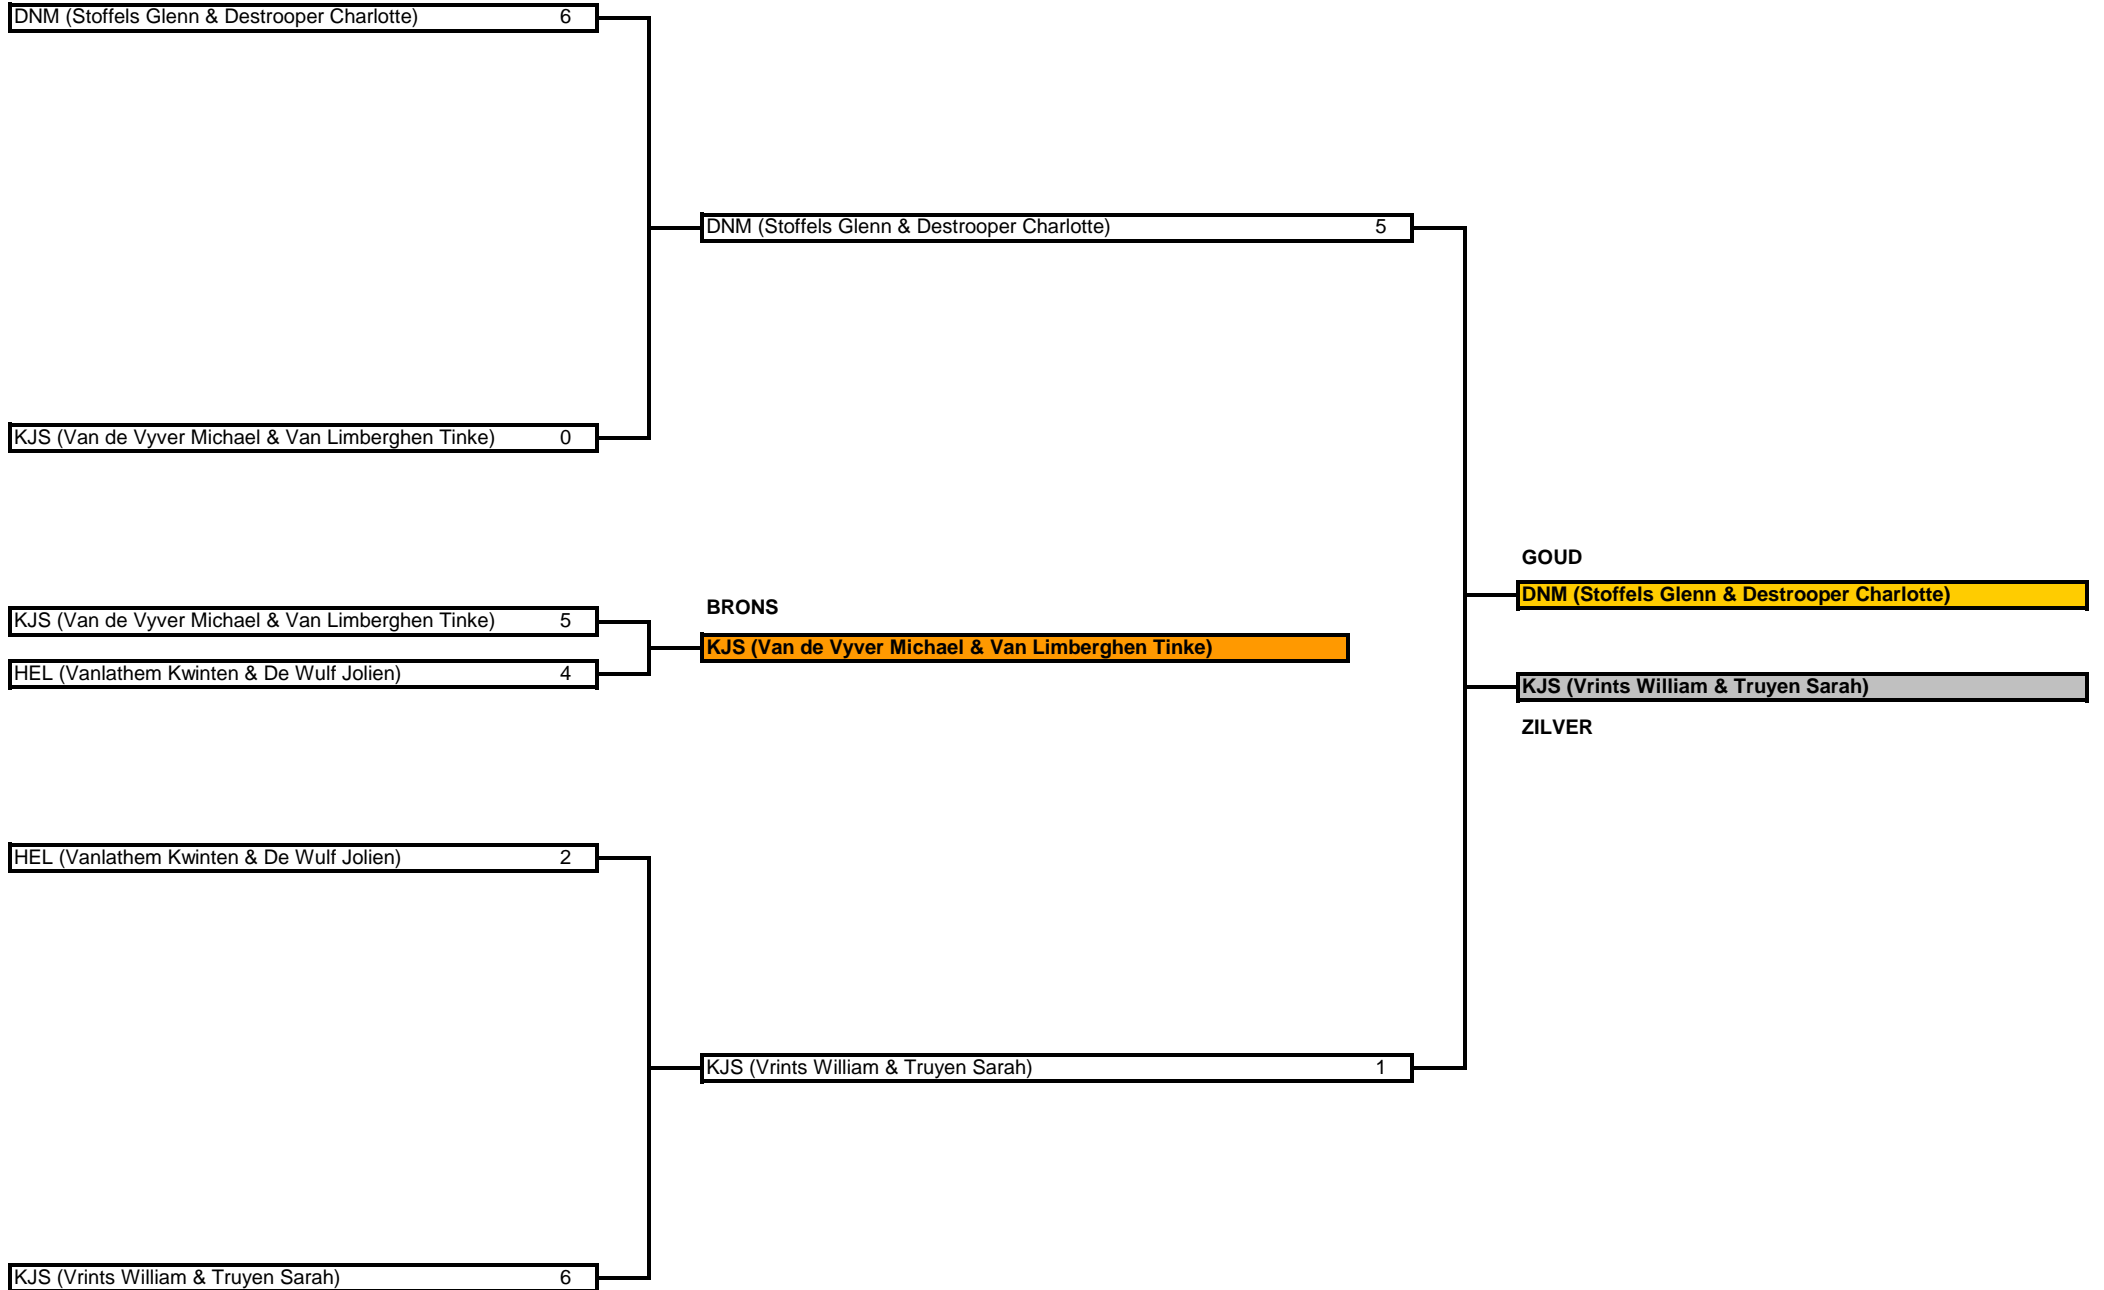 DNM (Stoffels Glenn & Destrooper Charlotte) 6
DNM (Stoffels Glenn & Destrooper Charlotte) 5
KJS (Van de Vyver Michael & Van Limberghen Tinke) 0
GOUD
DNM (Stoffels Glenn & Destrooper Charlotte)
BRONS
KJS (Van de Vyver Michael & Van Limberghen Tinke) 5
KJS (Van de Vyver Michael & Van Limberghen Tinke)
HEL (Vanlathem Kwinten & De Wulf Jolien) 4
KJS (Vrints William & Truyen Sarah)
ZILVER
HEL (Vanlathem Kwinten & De Wulf Jolien) 2
KJS (Vrints William & Truyen Sarah) 1
KJS (Vrints William & Truyen Sarah) 6